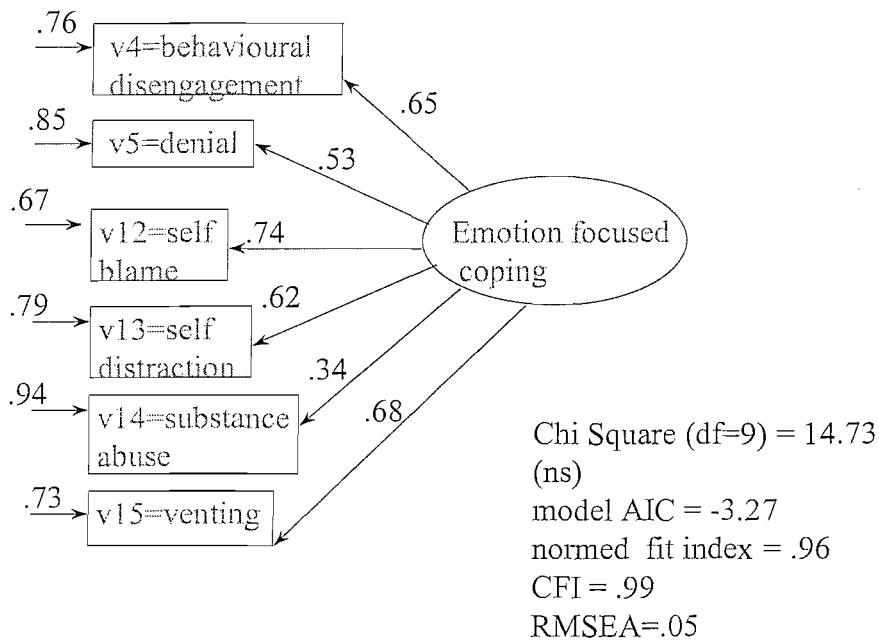 .76
v4=behavioural
disengagement
.65
.85
v5=denial
.53
.67
v12=self
blame
.74
Emotion focused
coping
.79
v13=self
distraction
.62
.94
v14=substance
abuse
.34
.68
.73
v15=venting
Chi Square (df=9) = 14.73
(ns)
model AIC = -3.27
normed fit index = .96
CFI = .99
RMSEA=.05